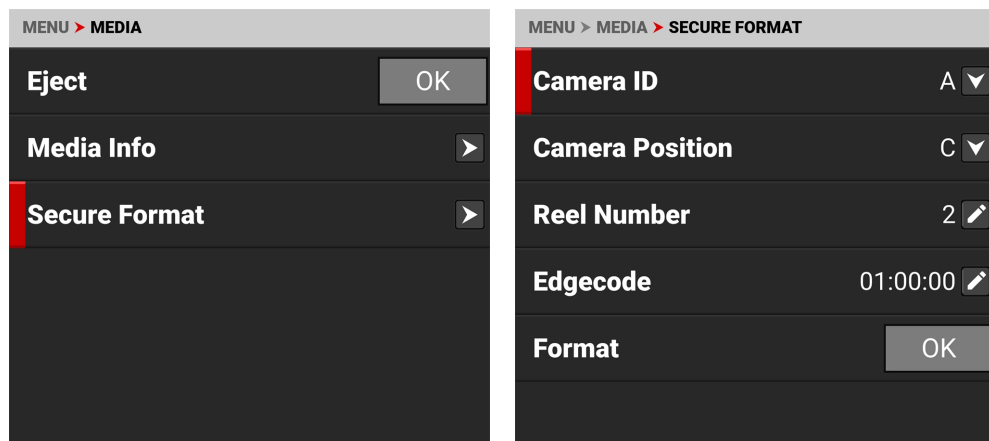 MENU ➤ MEDIA
Eject OK
Media Info
Secure Format
MENU ➤ MEDIA ➤ SECURE FORMAT
Camera ID A
Camera Position C
Reel Number 2
Edgecode 01:00:00
Format OK